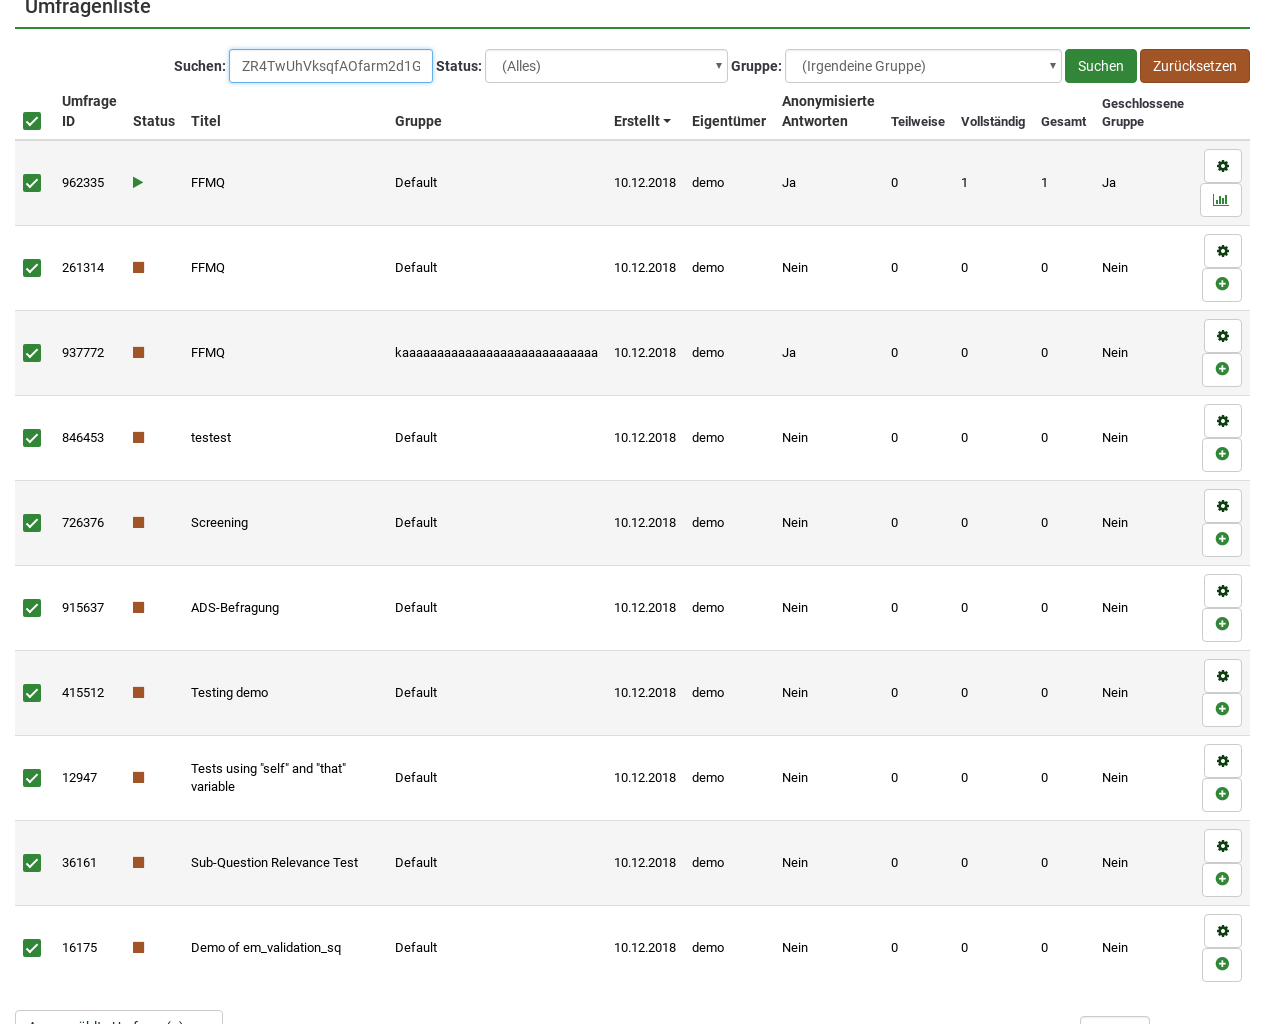 Umfragenliste
Suchen: ZR4TwUhVksqfAOfarm2d1G Status: (Alles) Gruppe: (Irgendeine Gruppe) Suchen Zurücksetzen
Umfrage ID Status Titel Gruppe Erstellt Eigentümer Anonymisierte Antworten Teilweise Vollständig Gesamt Geschlossene Gruppe
962335 FFMQ Default 10.12.2018 demo Ja 0 1 1 Ja
261314 FFMQ Default 10.12.2018 demo Nein 0 0 0 Nein
937772 FFMQ kaaaaaaaaaaaaaaaaaaaaaaaaaaaa 10.12.2018 demo Ja 0 0 0 Nein
846453 testest Default 10.12.2018 demo Nein 0 0 0 Nein
726376 Screening Default 10.12.2018 demo Nein 0 0 0 Nein
915637 ADS-Befragung Default 10.12.2018 demo Nein 0 0 0 Nein
415512 Testing demo Default 10.12.2018 demo Nein 0 0 0 Nein
12947 Tests using "self" and "that" variable Default 10.12.2018 demo Nein 0 0 0 Nein
36161 Sub-Question Relevance Test Default 10.12.2018 demo Nein 0 0 0 Nein
16175 Demo of em_validation_sq Default 10.12.2018 demo Nein 0 0 0 Nein